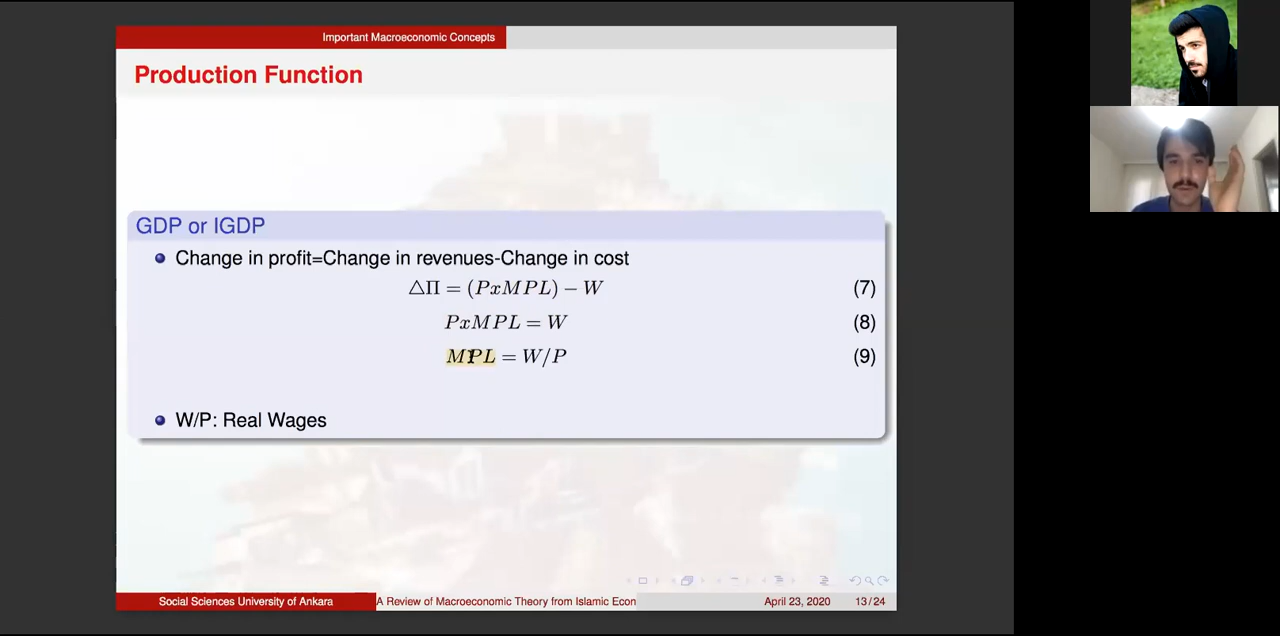 Important Macroeconomic Concepts
Production Function
GDP or IGDP
Change in profit=Change in revenues-Change in cost
△Π = (PxMPL) − W (7)
PxMPL = W (8)
MPL = W/P (9)
W/P: Real Wages
Social Sciences University of Ankara A Review of Macroeconomic Theory from Islamic Econ April 23, 2020 13/24